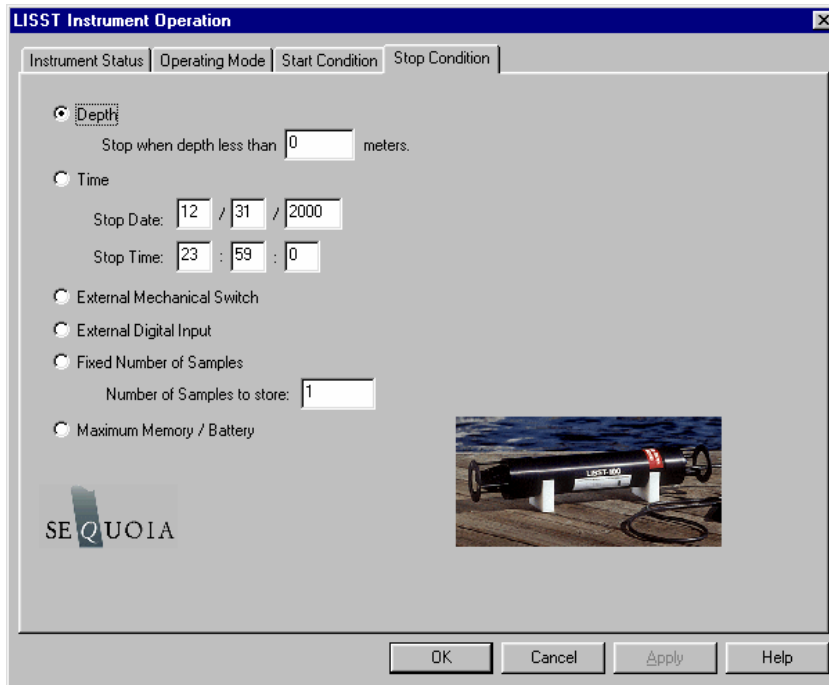 LISST Instrument Operation
Instrument Status Operating Mode Start Condition Stop Condition
Depth
Stop when depth less than 0 meters.
Time
Stop Date: 12 / 31 / 2000
Stop Time: 23 : 59 : 0
External Mechanical Switch
External Digital Input
Fixed Number of Samples
Number of Samples to store: 1
Maximum Memory / Battery
LISST-100
SEQUOIA
OK Cancel Apply Help